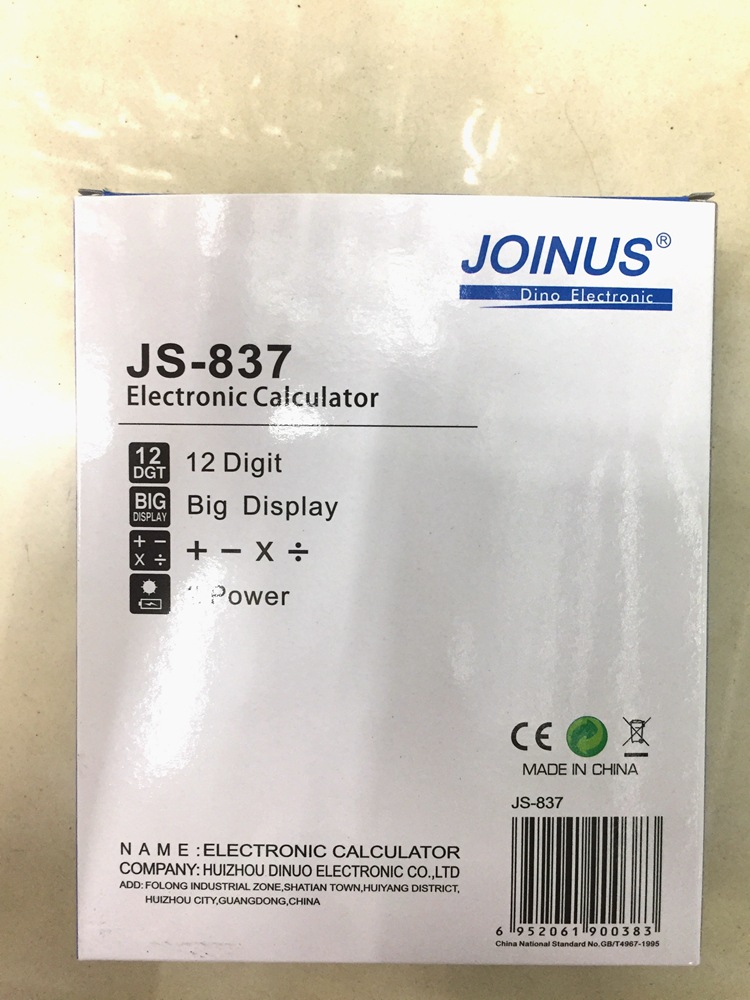 JOINUS®
Dino Electronic
JS-837
Electronic Calculator
12 DGT 12 Digit
BIG DISPLAY Big Display
+ − x ÷ + − x ÷
Power
CE
MADE IN CHINA
JS-837
NAME:ELECTRONIC CALCULATOR
COMPANY: HUIZHOU DINUO ELECTRONIC CO.,LTD
ADD: FOLONG INDUSTRIAL ZONE,SHATIAN TOWN,HUIYANG DISTRICT,
HUIZHOU CITY,GUANGDONG,CHINA
6 952061 900383
China National Standard No.GB/T4967-1995